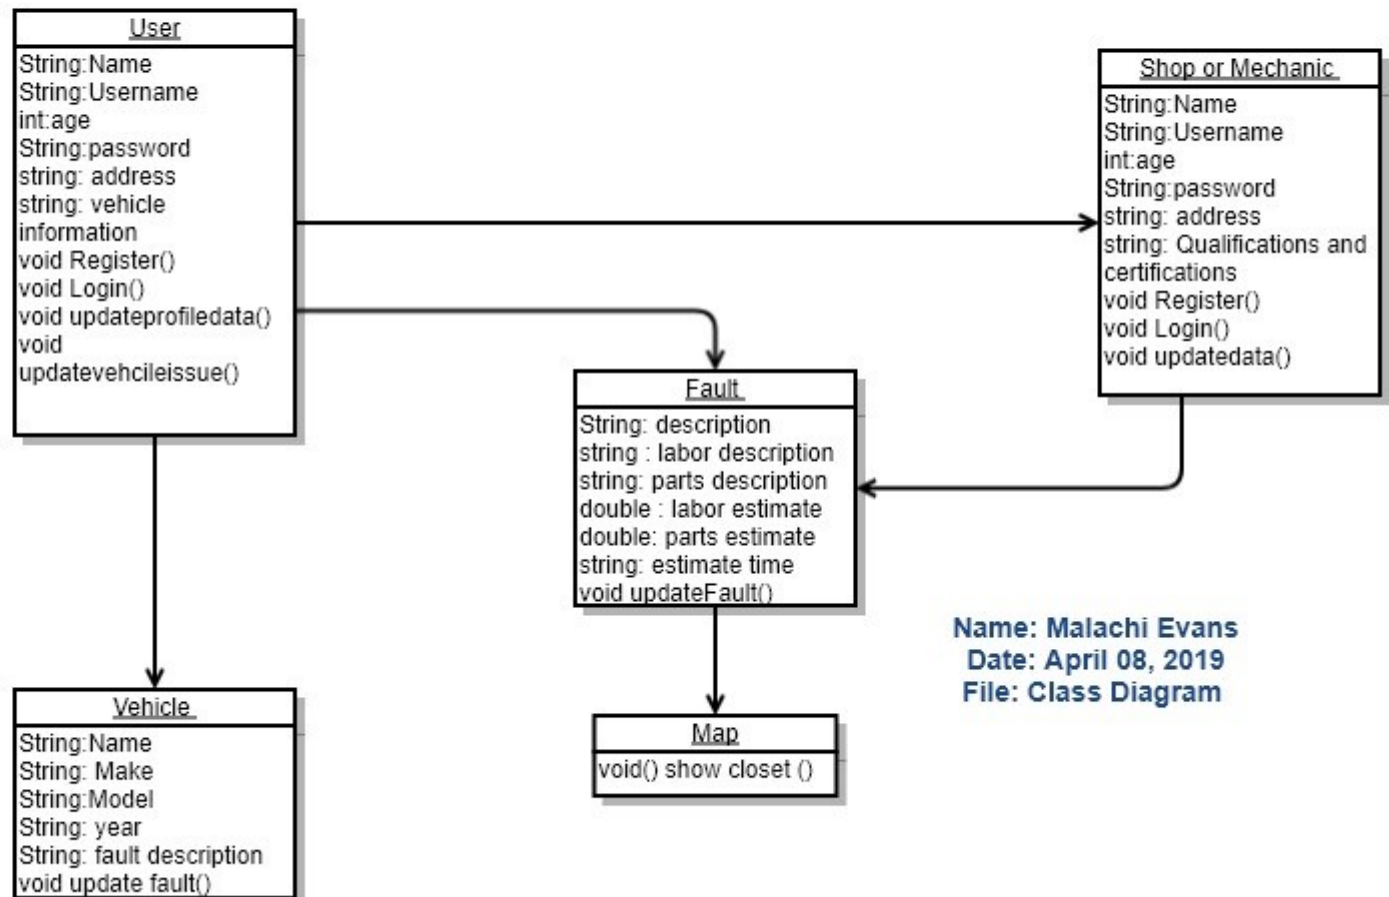 User
String:Name
String:Username
int:age
String:password
string: address
string: vehicle
information
void Register()
void Login()
void updateprofiledata()
void
updatevehcileissue()
Shop or Mechanic
String:Name
String:Username
int:age
String:password
string: address
string: Qualifications and
certifications
void Register()
void Login()
void updatedata()
Fault
String: description
string : labor description
string: parts description
double : labor estimate
double: parts estimate
string: estimate time
void updateFault()
Name: Malachi Evans
Date: April 08, 2019
File: Class Diagram
Vehicle
String:Name
String: Make
String:Model
String: year
String: fault description
void update fault()
Map
void() show closet ()